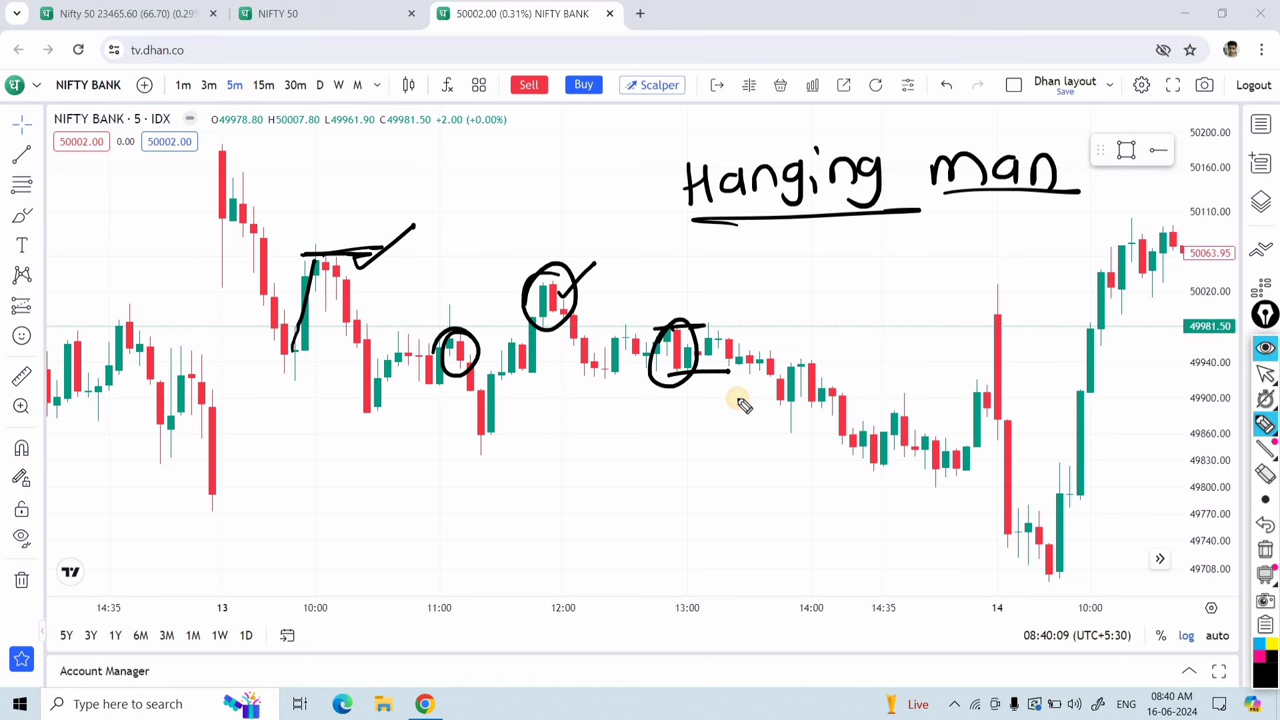 Nifty 50 23465.60 (66.70) (0.29%
NIFTY 50
50002.00 (0.31%) NIFTY BANK
tv.dhan.co
NIFTY BANK
1m 3m 5m 15m 30m D W M
Sell
Buy
Scalper
Dhan layout
Save
Logout
NIFTY BANK · 5 · IDX
O49978.80 H50007.80 L49961.90 C49981.50 +2.00 (+0.00%)
50002.00 0.00 50002.00
Hanging man
50200.00
50160.00
50110.00
50063.95
50020.00
49981.50
49940.00
49900.00
49860.00
49830.00
49800.00
49770.00
49740.00
49708.00
14:35 13 10:00 11:00 12:00 13:00 14:00 14:35 14 10:00
5Y 3Y 1Y 6M 3M 1M 1W 1D
08:40:09 (UTC+5:30) % log auto
Account Manager
Type here to search
Live
ENG
08:40 AM
16-06-2024